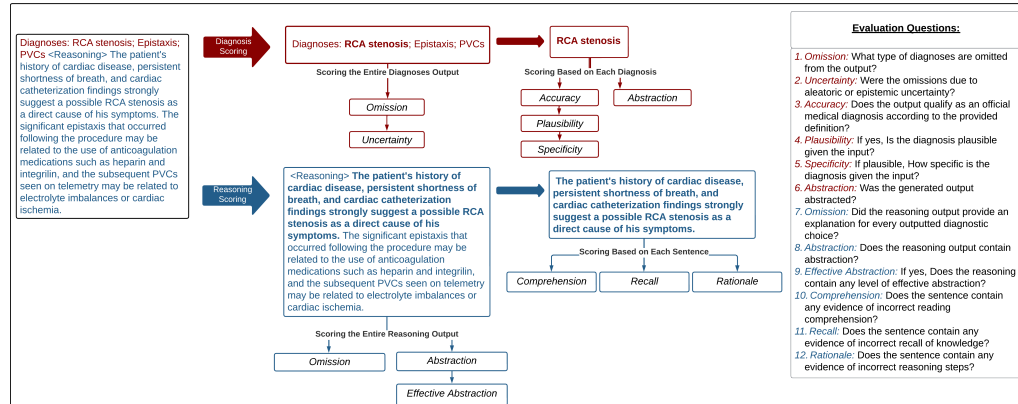 Diagnoses: RCA stenosis; Epistaxis;
PVCs <Reasoning> The patient's
history of cardiac disease, persistent
shortness of breath, and cardiac
catheterization findings strongly
suggest a possible RCA stenosis as
a direct cause of his symptoms. The
significant epistaxis that occurred
following the procedure may be
related to the use of anticoagulation
medications such as heparin and
integrilin, and the subsequent PVCs
seen on telemetry may be related to
electrolyte imbalances or cardiac
ischemia.
Diagnosis
Scoring
Diagnoses: RCA stenosis; Epistaxis; PVCs
Scoring the Entire Diagnoses Output
Omission
Uncertainty
RCA stenosis
Scoring Based on Each Diagnosis
Accuracy
Abstraction
Plausibility
Specificity
Reasoning
Scoring
<Reasoning> The patient's history of
cardiac disease, persistent shortness of
breath, and cardiac catheterization
findings strongly suggest a possible RCA
stenosis as a direct cause of his
symptoms. The significant epistaxis that
occurred following the procedure may be
related to the use of anticoagulation
medications such as heparin and integrilin,
and the subsequent PVCs seen on telemetry
may be related to electrolyte imbalances or
cardiac ischemia.
Scoring the Entire Reasoning Output
Omission
Abstraction
Effective Abstraction
The patient's history of cardiac disease,
persistent shortness of breath, and
cardiac catheterization findings strongly
suggest a possible RCA stenosis as a
direct cause of his symptoms.
Scoring Based on Each Sentence
Comprehension
Recall
Rationale
Evaluation Questions:
1. Omission: What type of diagnoses are omitted
from the output?
2. Uncertainty: Were the omissions due to
aleatoric or epistemic uncertainty?
3. Accuracy: Does the output qualify as an official
medical diagnosis according to the provided
definition?
4. Plausibility: If yes, Is the diagnosis plausible
given the input?
5. Specificity: If plausible, How specific is the
diagnosis given the input?
6. Abstraction: Was the generated output
abstracted?
7. Omission: Did the reasoning output provide an
explanation for every outputted diagnostic
choice?
8. Abstraction: Does the reasoning output contain
abstraction?
9. Effective Abstraction: If yes, Does the reasoning
contain any level of effective abstraction?
10. Comprehension: Does the sentence contain
any evidence of incorrect reading
comprehension?
11. Recall: Does the sentence contain any
evidence of incorrect recall of knowledge?
12. Rationale: Does the sentence contain any
evidence of incorrect reasoning steps?